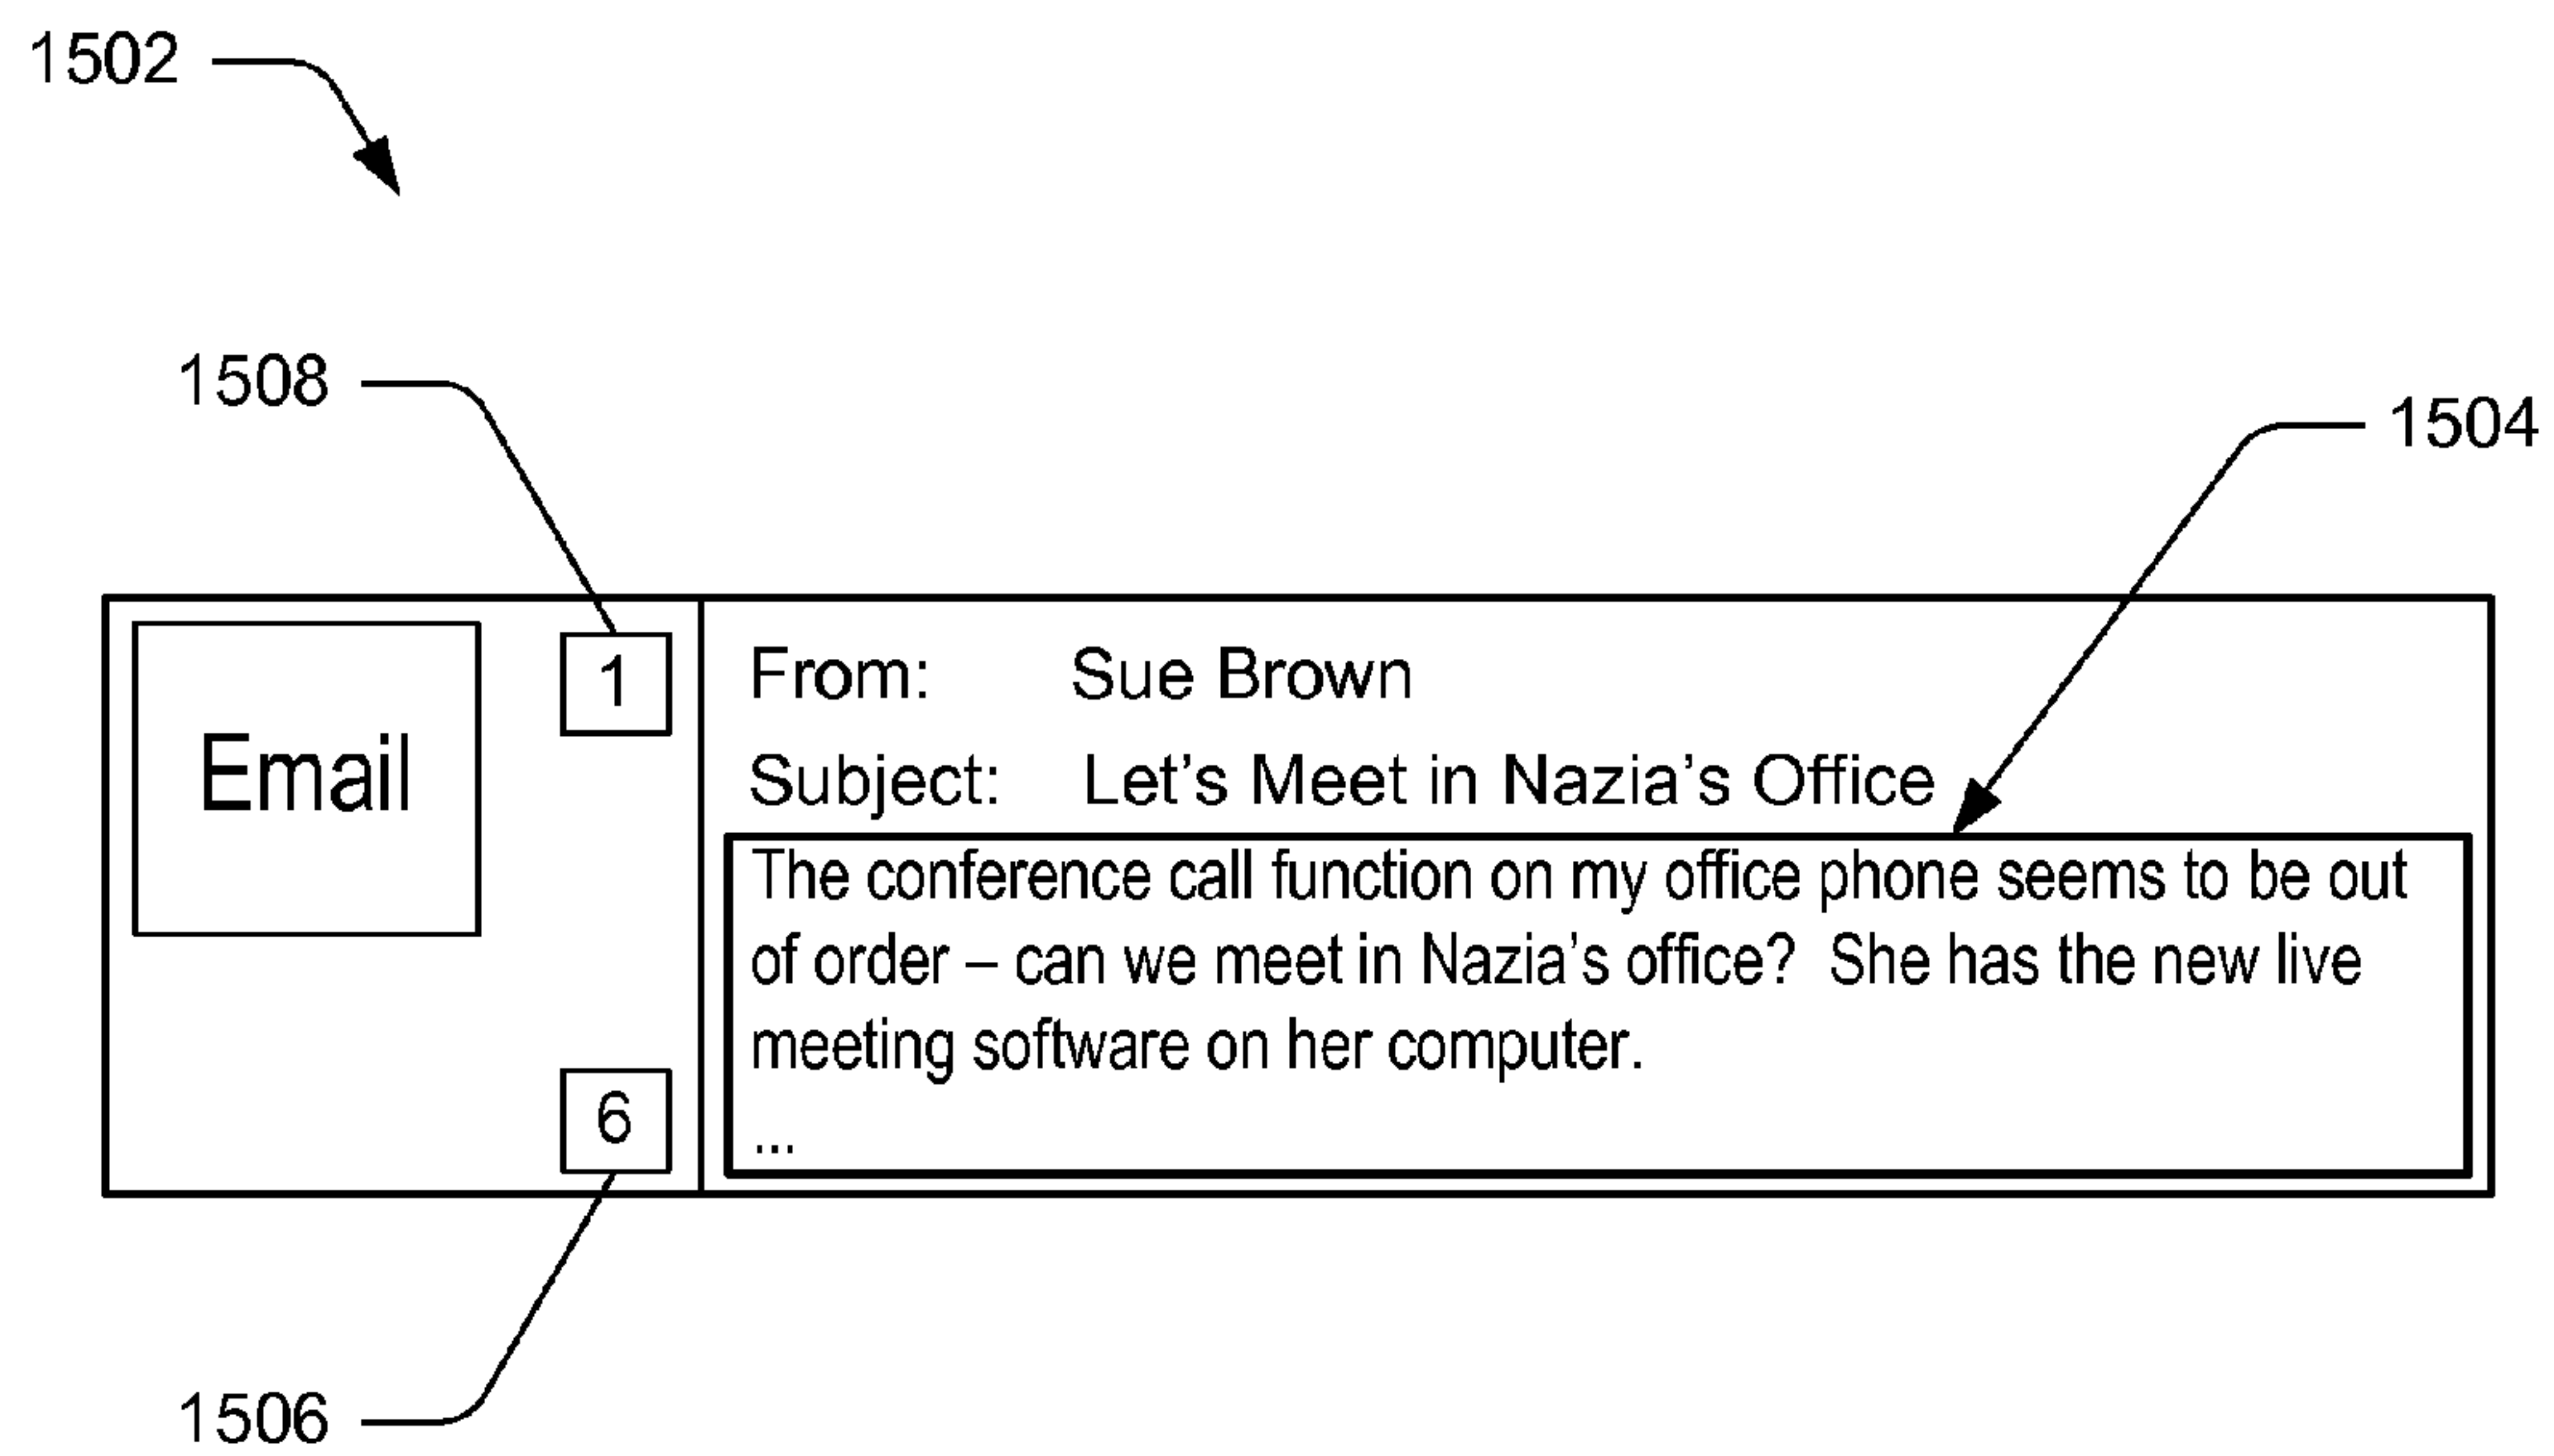 1502
1508
1504
Email
1
From: Sue Brown
Subject: Let's Meet in Nazia's Office
The conference call function on my office phone seems to be out
of order – can we meet in Nazia's office?  She has the new live
meeting software on her computer.
...
6
1506